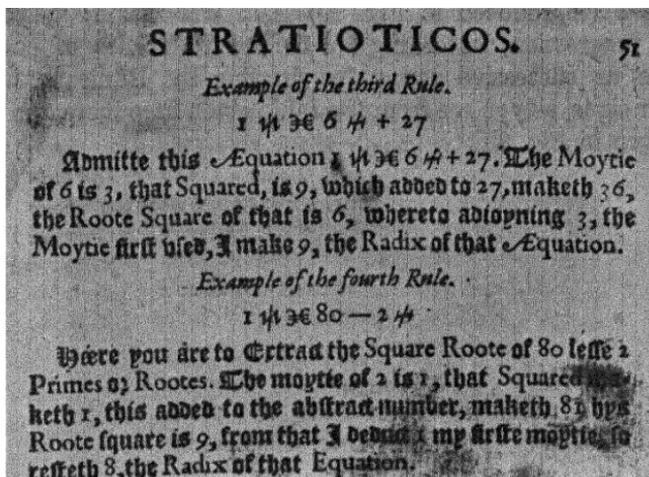 STRATIOTICOS. 51
Example of the third Rule.
1 ɟ ϶ϵ 6 ɟ + 27
Admitte this Æquation 1 ɟ ϶ϵ 6 ɟ + 27. The Moytie
of 6 is 3, that Squared, is 9, which added to 27, maketh 36,
the Roote Square of that is 6, whereto adioyning 3, the
Moytie first vsed, I make 9, the Radix of that Æquation.
Example of the fourth Rule.
1 ɟ ϶ϵ 80 — 2 ɟ
Hære you are to Extract the Square Roote of 80 lesse 2
Primes oꝛ Rootes. The moytie of 2 is 1, that Squared ma-
keth 1, this added to the abstract number, maketh 81 hys
Roote square is 9, from that I deduct 1 my firste moytie, so
resteth 8, the Radix of that Equation.